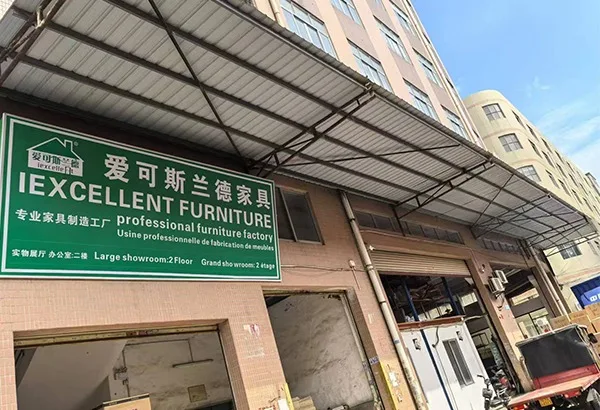 爱可斯兰德
iexcellent
爱可斯兰德家具
IEXCELLENT FURNITURE
专业家具制造工厂 professional furniture factory
Usine professionnelle de fabrication de meubles
实物展厅 办公室:二楼 Large showroom:2 Floor Grand showroom: 2 étage